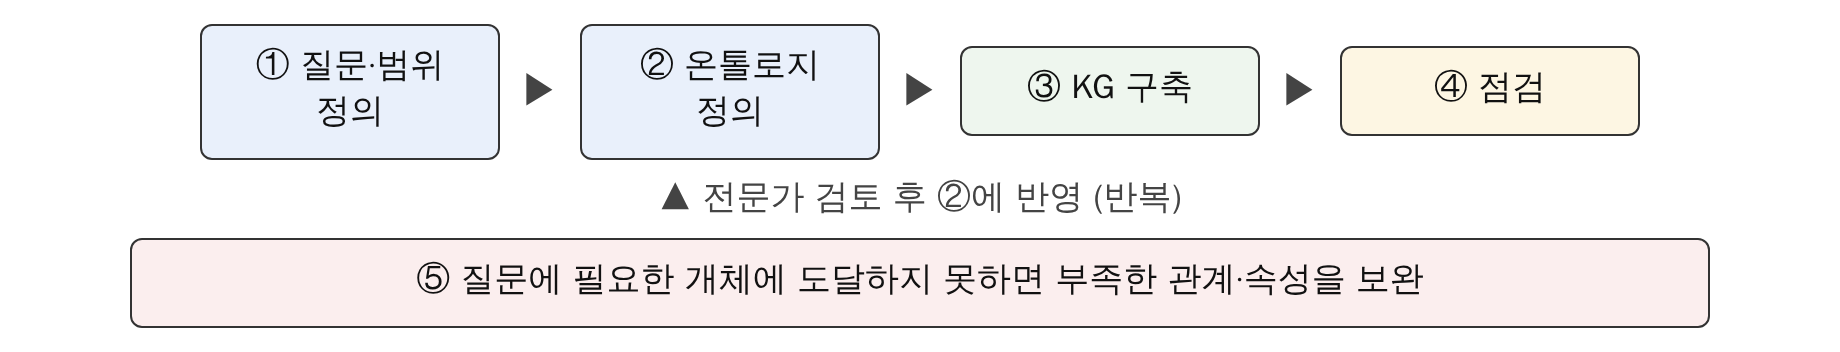 ① 질문·범위
정의
② 온톨로지
정의
③ KG 구축
④ 점검
▲ 전문가 검토 후 ②에 반영 (반복)
⑤ 질문에 필요한 개체에 도달하지 못하면 부족한 관계·속성을 보완